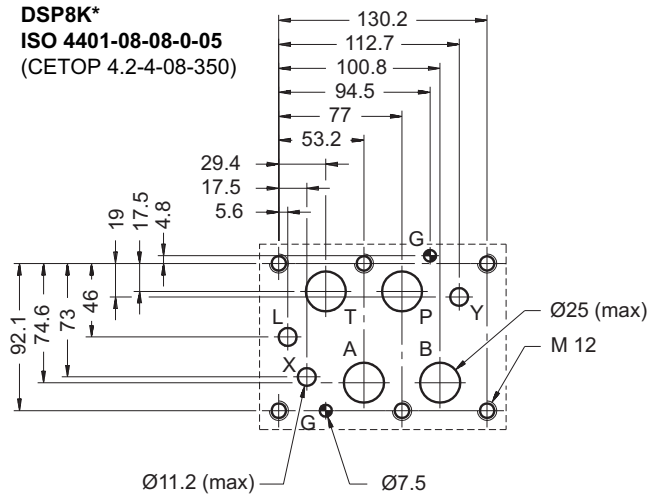 DSP8K*
ISO 4401-08-08-0-05
(CETOP 4.2-4-08-350)
130.2
112.7
100.8
94.5
77
53.2
29.4
17.5
5.6
19
17.5
4.8
92.1
74.6
73
46
G
T
P
Y
L
A
B
X
G
Ø25 (max)
M 12
Ø11.2 (max)
Ø7.5